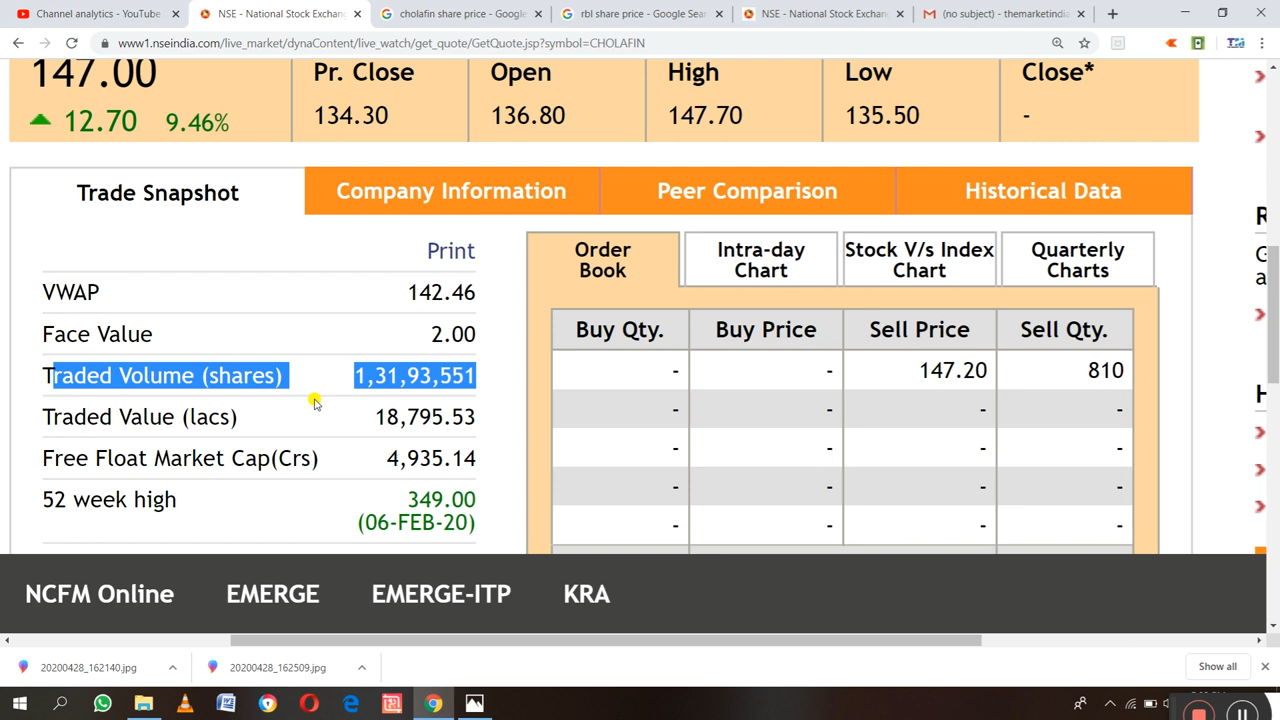 Channel analytics - YouTube
NSE - National Stock Exchan
cholafin share price - Google
rbl share price - Google Sear
NSE - National Stock Exchan
(no subject) - themarketindia
www1.nseindia.com/live_market/dynaContent/live_watch/get_quote/GetQuote.jsp?symbol=CHOLAFIN
147.00 Pr. Close Open High Low Close*
12.70 9.46% 134.30 136.80 147.70 135.50 -
Trade Snapshot Company Information Peer Comparison Historical Data
Print
VWAP 142.46
Face Value 2.00
Traded Volume (shares) 1,31,93,551
Traded Value (lacs) 18,795.53
Free Float Market Cap(Crs) 4,935.14
52 week high 349.00
(06-FEB-20)
Order Book
Intra-day Chart
Stock V/s Index Chart
Quarterly Charts
Buy Qty. Buy Price Sell Price Sell Qty.
- - 147.20 810
- - - -
- - - -
- - - -
- - - -
NCFM Online EMERGE EMERGE-ITP KRA
20200428_162140.jpg 20200428_162509.jpg Show all